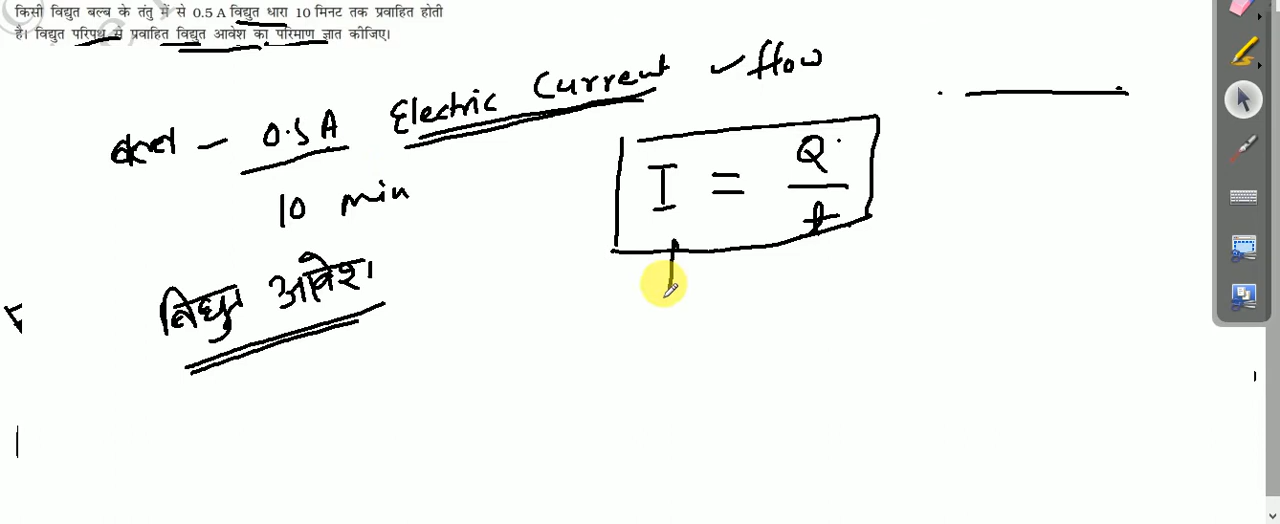 किसी विद्युत बल्ब के तंतु में से 0.5 A विद्युत धारा 10 मिनट तक प्रवाहित होती
है। विद्युत परिपथ से प्रवाहित विद्युत आवेश का परिमाण ज्ञात कीजिए।
Electric Current ✓ flow
बल्ब – 0.5 A
10 min
I = Q / t
विद्युत आवेश।